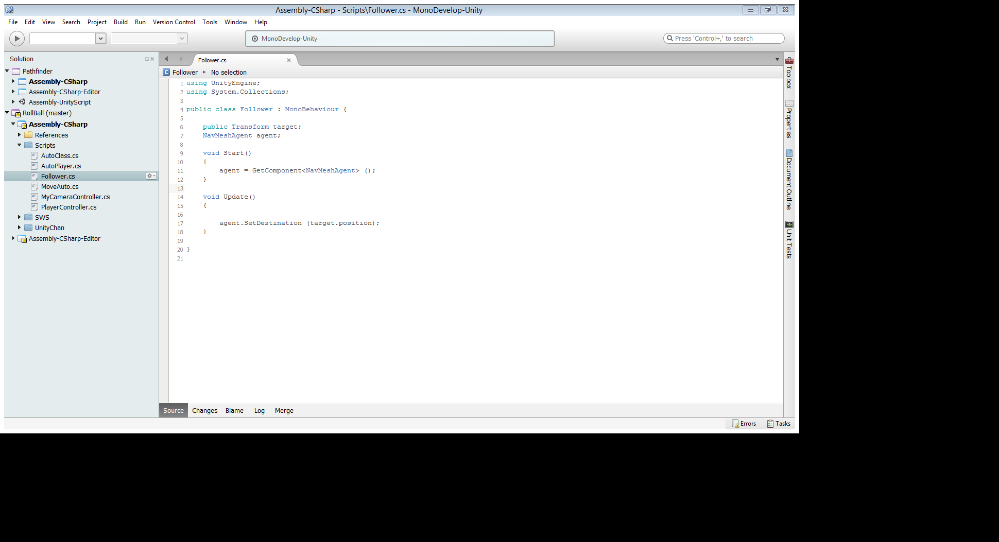 Assembly-CSharp - Scripts\Follower.cs - MonoDevelop-Unity
File Edit View Search Project Build Run Version Control Tools Window Help
MonoDevelop-Unity
Press 'Control+,' to search
Solution
Pathfinder
Assembly-CSharp
Assembly-CSharp-Editor
Assembly-UnityScript
RollBall (master)
Assembly-CSharp
References
Scripts
AutoClass.cs
AutoPlayer.cs
Follower.cs
MoveAuto.cs
MyCameraController.cs
PlayerController.cs
SWS
UnityChan
Assembly-CSharp-Editor
Follower.cs
Follower No selection
1 using UnityEngine;
2 using System.Collections;
3
4 public class Follower : MonoBehaviour {
5
6     public Transform target;
7     NavMeshAgent agent;
8
9     void Start()
10     {
11         agent = GetComponent<NavMeshAgent> ();
12     }
13
14     void Update()
15     {
16
17         agent.SetDestination (target.position);
18     }
19
20 }
21
Source Changes Blame Log Merge
Toolbox
Properties
Document Outline
Unit Tests
Errors Tasks